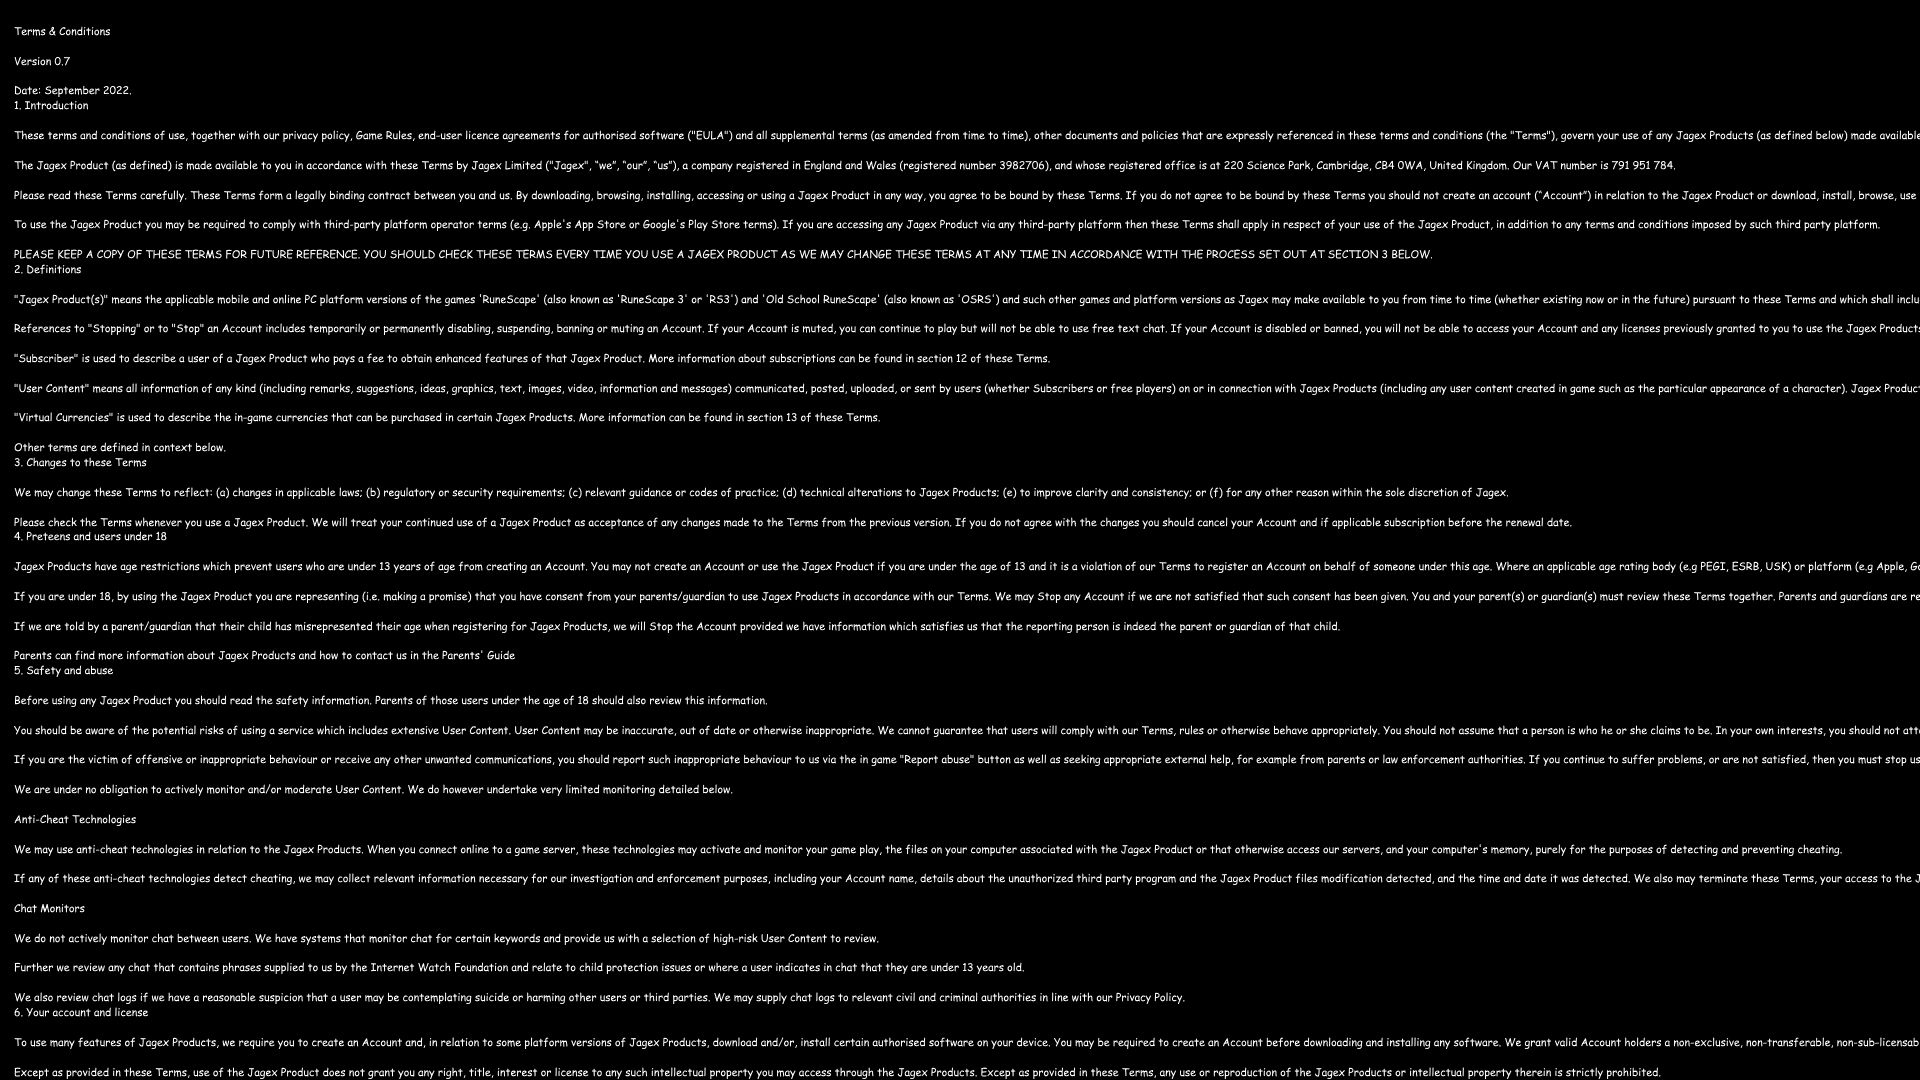 Terms & Conditions
Version 0.7
Date: September 2022.
1. Introduction
These terms and conditions of use, together with our privacy policy, Game Rules, end-user licence agreements for authorised software ("EULA") and all supplemental terms (as amended from time to time), other documents and policies that are expressly referenced in these terms and conditions (the "Terms"), govern your use of any Jagex Products (as defined below) made available
The Jagex Product (as defined) is made available to you in accordance with these Terms by Jagex Limited ("Jagex", “we”, “our”, “us”), a company registered in England and Wales (registered number 3982706), and whose registered office is at 220 Science Park, Cambridge, CB4 0WA, United Kingdom. Our VAT number is 791 951 784.
Please read these Terms carefully. These Terms form a legally binding contract between you and us. By downloading, browsing, installing, accessing or using a Jagex Product in any way, you agree to be bound by these Terms. If you do not agree to be bound by these Terms you should not create an account (“Account”) in relation to the Jagex Product or download, install, browse, use
To use the Jagex Product you may be required to comply with third-party platform operator terms (e.g. Apple's App Store or Google's Play Store terms). If you are accessing any Jagex Product via any third-party platform then these Terms shall apply in respect of your use of the Jagex Product, in addition to any terms and conditions imposed by such third party platform.
PLEASE KEEP A COPY OF THESE TERMS FOR FUTURE REFERENCE. YOU SHOULD CHECK THESE TERMS EVERY TIME YOU USE A JAGEX PRODUCT AS WE MAY CHANGE THESE TERMS AT ANY TIME IN ACCORDANCE WITH THE PROCESS SET OUT AT SECTION 3 BELOW.
2. Definitions
"Jagex Product(s)" means the applicable mobile and online PC platform versions of the games 'RuneScape' (also known as 'RuneScape 3' or 'RS3') and 'Old School RuneScape' (also known as 'OSRS') and such other games and platform versions as Jagex may make available to you from time to time (whether existing now or in the future) pursuant to these Terms and which shall inclu
References to "Stopping" or to "Stop" an Account includes temporarily or permanently disabling, suspending, banning or muting an Account. If your Account is muted, you can continue to play but will not be able to use free text chat. If your Account is disabled or banned, you will not be able to access your Account and any licenses previously granted to you to use the Jagex Products
"Subscriber" is used to describe a user of a Jagex Product who pays a fee to obtain enhanced features of that Jagex Product. More information about subscriptions can be found in section 12 of these Terms.
"User Content" means all information of any kind (including remarks, suggestions, ideas, graphics, text, images, video, information and messages) communicated, posted, uploaded, or sent by users (whether Subscribers or free players) on or in connection with Jagex Products (including any user content created in game such as the particular appearance of a character). Jagex Product
"Virtual Currencies" is used to describe the in-game currencies that can be purchased in certain Jagex Products. More information can be found in section 13 of these Terms.
Other terms are defined in context below.
3. Changes to these Terms
We may change these Terms to reflect: (a) changes in applicable laws; (b) regulatory or security requirements; (c) relevant guidance or codes of practice; (d) technical alterations to Jagex Products; (e) to improve clarity and consistency; or (f) for any other reason within the sole discretion of Jagex.
Please check the Terms whenever you use a Jagex Product. We will treat your continued use of a Jagex Product as acceptance of any changes made to the Terms from the previous version. If you do not agree with the changes you should cancel your Account and if applicable subscription before the renewal date.
4. Preteens and users under 18
Jagex Products have age restrictions which prevent users who are under 13 years of age from creating an Account. You may not create an Account or use the Jagex Product if you are under the age of 13 and it is a violation of our Terms to register an Account on behalf of someone under this age. Where an applicable age rating body (e.g PEGI, ESRB, USK) or platform (e.g Apple, Go
If you are under 18, by using the Jagex Product you are representing (i.e. making a promise) that you have consent from your parents/guardian to use Jagex Products in accordance with our Terms. We may Stop any Account if we are not satisfied that such consent has been given. You and your parent(s) or guardian(s) must review these Terms together. Parents and guardians are re
If we are told by a parent/guardian that their child has misrepresented their age when registering for Jagex Products, we will Stop the Account provided we have information which satisfies us that the reporting person is indeed the parent or guardian of that child.
Parents can find more information about Jagex Products and how to contact us in the Parents' Guide
5. Safety and abuse
Before using any Jagex Product you should read the safety information. Parents of those users under the age of 18 should also review this information.
You should be aware of the potential risks of using a service which includes extensive User Content. User Content may be inaccurate, out of date or otherwise inappropriate. We cannot guarantee that users will comply with our Terms, rules or otherwise behave appropriately. You should not assume that a person is who he or she claims to be. In your own interests, you should not att
If you are the victim of offensive or inappropriate behaviour or receive any other unwanted communications, you should report such inappropriate behaviour to us via the in game "Report abuse" button as well as seeking appropriate external help, for example from parents or law enforcement authorities. If you continue to suffer problems, or are not satisfied, then you must stop us
We are under no obligation to actively monitor and/or moderate User Content. We do however undertake very limited monitoring detailed below.
Anti-Cheat Technologies
We may use anti-cheat technologies in relation to the Jagex Products. When you connect online to a game server, these technologies may activate and monitor your game play, the files on your computer associated with the Jagex Product or that otherwise access our servers, and your computer's memory, purely for the purposes of detecting and preventing cheating.
If any of these anti-cheat technologies detect cheating, we may collect relevant information necessary for our investigation and enforcement purposes, including your Account name, details about the unauthorized third party program and the Jagex Product files modification detected, and the time and date it was detected. We also may terminate these Terms, your access to the J
Chat Monitors
We do not actively monitor chat between users. We have systems that monitor chat for certain keywords and provide us with a selection of high-risk User Content to review.
Further we review any chat that contains phrases supplied to us by the Internet Watch Foundation and relate to child protection issues or where a user indicates in chat that they are under 13 years old.
We also review chat logs if we have a reasonable suspicion that a user may be contemplating suicide or harming other users or third parties. We may supply chat logs to relevant civil and criminal authorities in line with our Privacy Policy.
6. Your account and license
To use many features of Jagex Products, we require you to create an Account and, in relation to some platform versions of Jagex Products, download and/or, install certain authorised software on your device. You may be required to create an Account before downloading and installing any software. We grant valid Account holders a non-exclusive, non-transferable, non-sub-licensab
Except as provided in these Terms, use of the Jagex Product does not grant you any right, title, interest or license to any such intellectual property you may access through the Jagex Products. Except as provided in these Terms, any use or reproduction of the Jagex Products or intellectual property therein is strictly prohibited.